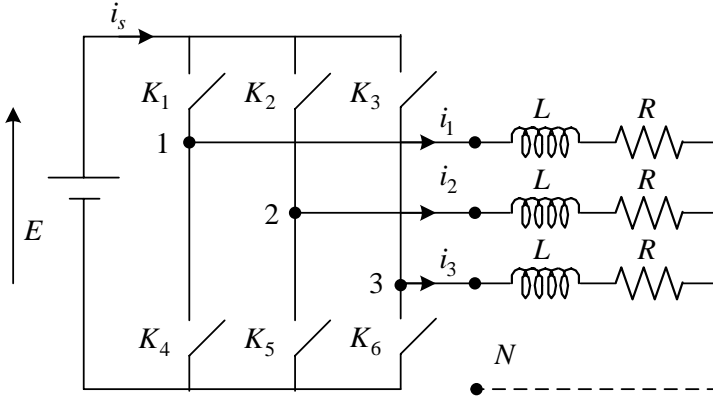 i_s
K_1 K_2 K_3
L R
1 i_1
i_2
L R
2
E
L R
3 i_3
K_4 K_5 K_6
N